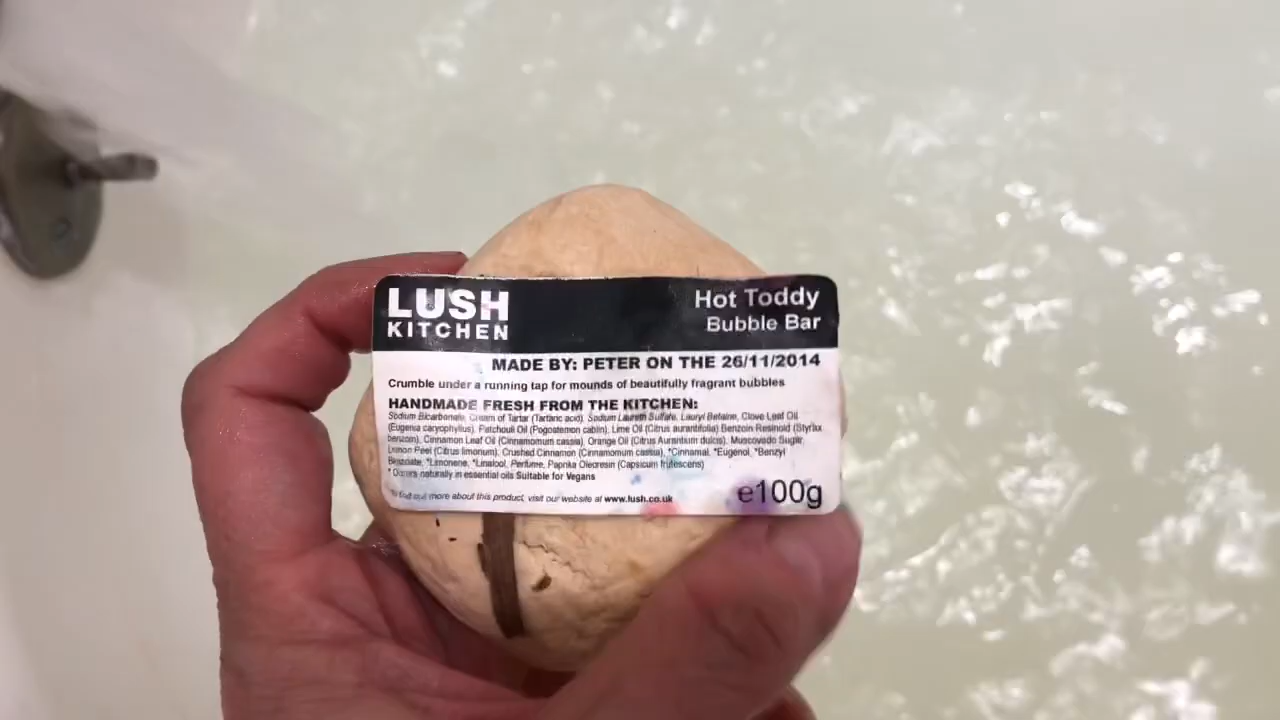 LUSH
KITCHEN
Hot Toddy
Bubble Bar
MADE BY: PETER ON THE 26/11/2014
Crumble under a running tap for mounds of beautifully fragrant bubbles
HANDMADE FRESH FROM THE KITCHEN:
Sodium Bicarbonate, Cream of Tartar (Tartaric acid), Sodium Laureth Sulfate, Lauryl Betaine, Clove Leaf Oil
(Eugenia caryophyllus), Patchouli Oil (Pogostemon cablin), Lime Oil (Citrus aurantifolia) Benzoin Resinoid (Styrax
benzoin), Cinnamon Leaf Oil (Cinnamomum cassia), Orange Oil (Citrus Aurantium dulcis), Muscovado Sugar,
Lemon Peel (Citrus limonum), Crushed Cinnamon (Cinnamomum cassia), *Cinnamal, *Eugenol, *Benzyl
Benzoate, *Limonene, *Linalool, Perfume, Paprika Oleoresin (Capsicum frutescens)
* Occurs naturally in essential oils Suitable for Vegans
To find out more about this product, visit our website at www.lush.co.uk
e100g